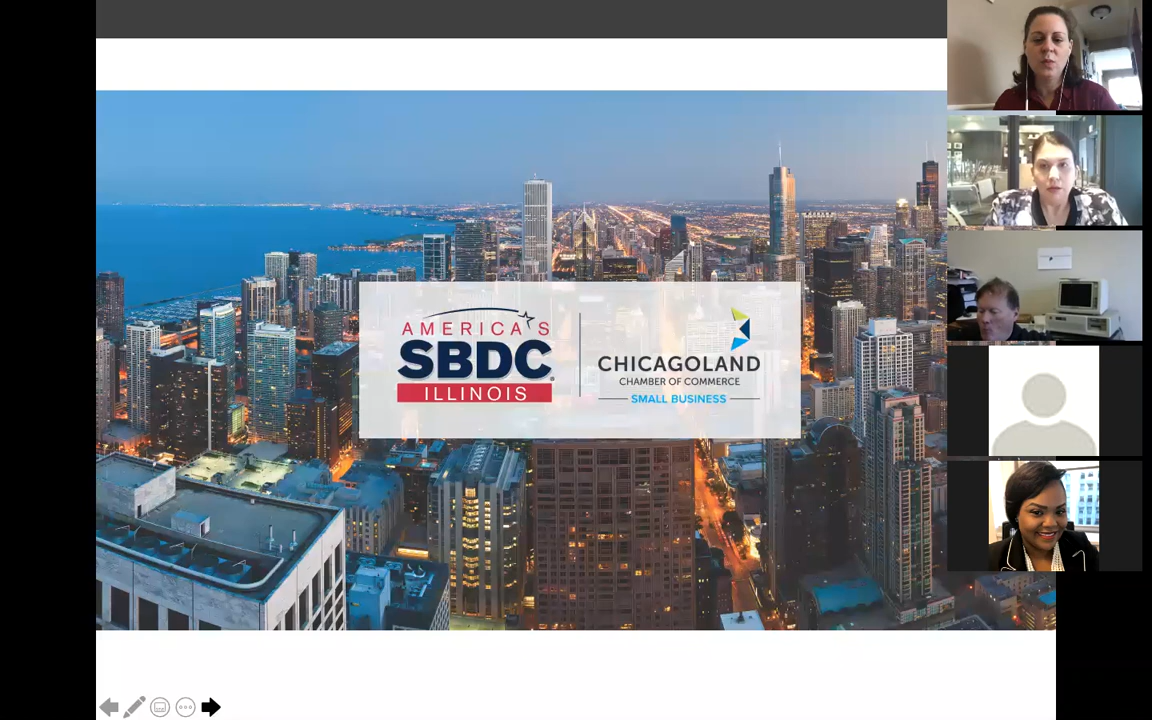 AMERICA'S
SBDC
ILLINOIS
CHICAGOLAND
CHAMBER OF COMMERCE
SMALL BUSINESS